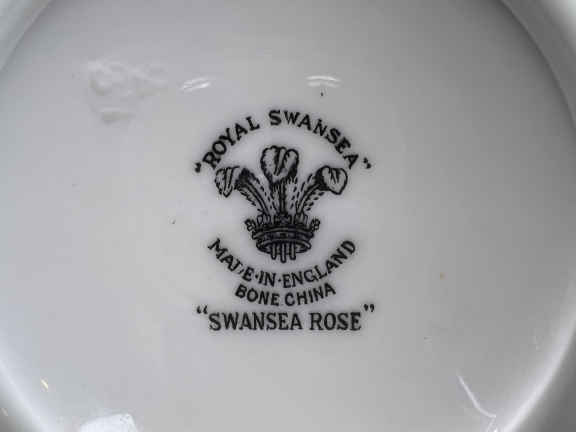 "ROYAL SWANSEA"
MADE·IN·ENGLAND
BONE CHINA
"SWANSEA ROSE"